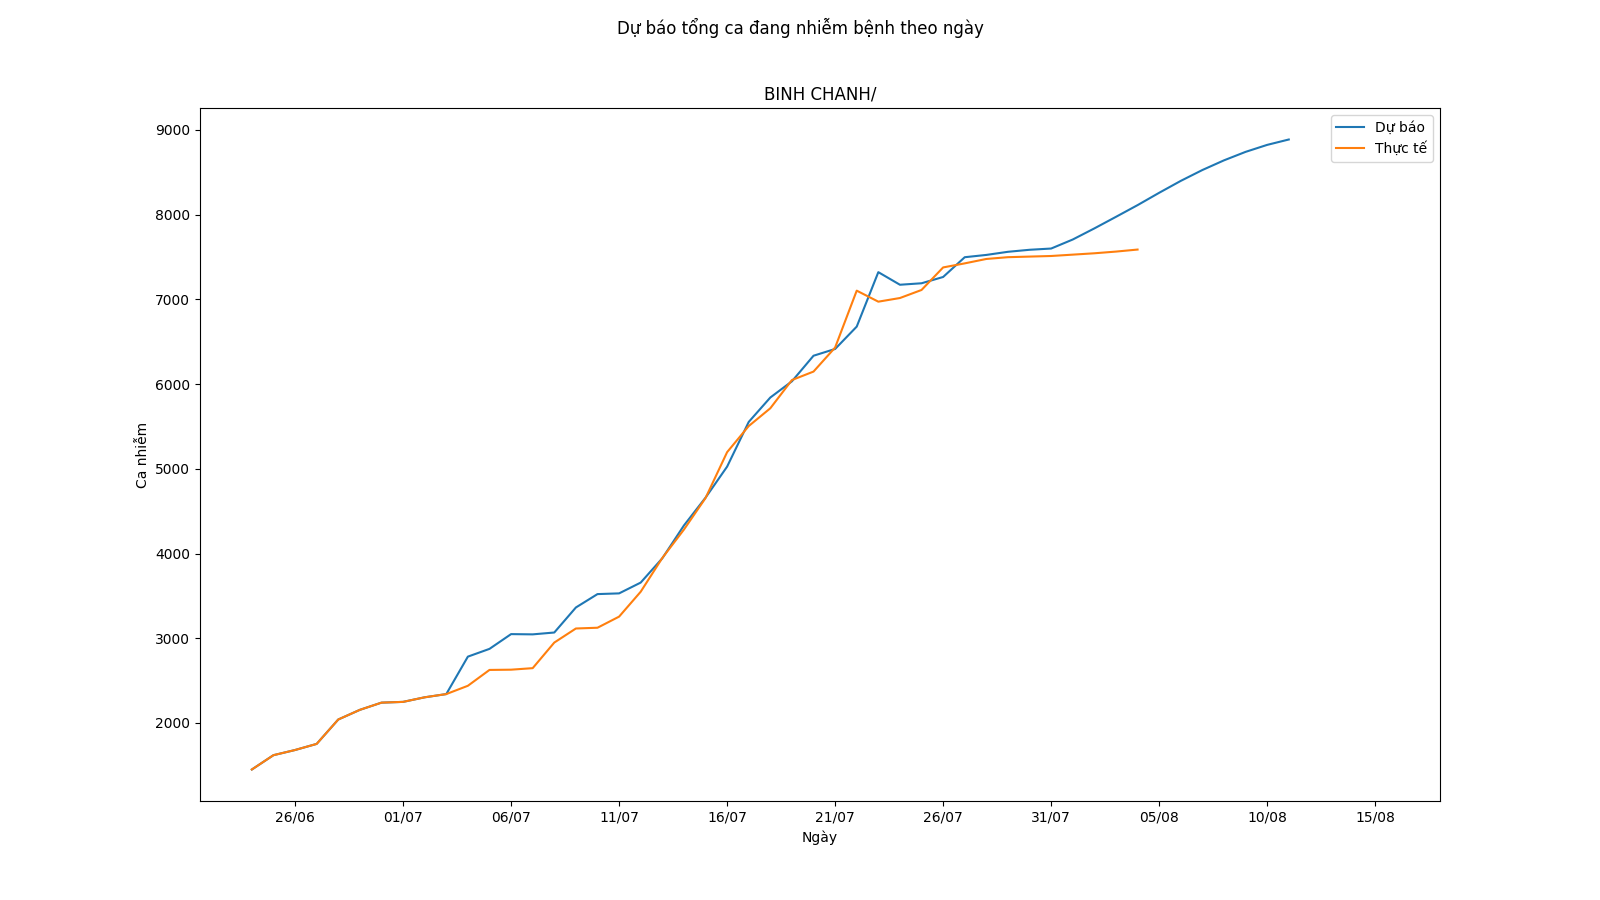 Dự báo tổng ca đang nhiễm bệnh theo ngày
BINH CHANH/
Dự báo
Thực tế
9000
8000
7000
6000
5000
4000
3000
2000
Ca nhiễm
26/06 01/07 06/07 11/07 16/07 21/07 26/07 31/07 05/08 10/08 15/08
Ngày